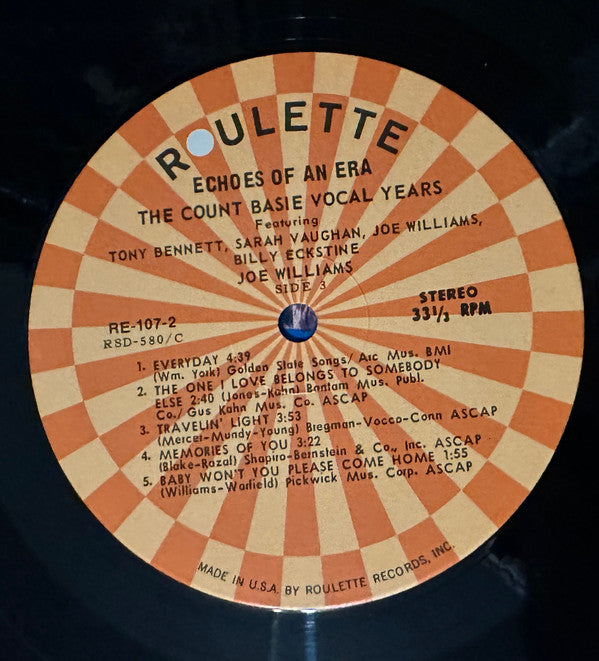 ROULETTE
ECHOES OF AN ERA
THE COUNT BASIE VOCAL YEARS
Featuring
TONY BENNETT, SARAH VAUGHAN, JOE WILLIAMS,
BILLY ECKSTINE
JOE WILLIAMS
SIDE 3
RE-107-2
RSD-580/C
STEREO
33⅓ RPM
1. EVERYDAY 4:39
(Wm. York) Golden State Songs/ Arc Mus. BMI
2. THE ONE I LOVE BELONGS TO SOMEBODY
ELSE 2:40 (Jones-Kahn) Bantam Mus. Publ.
Co./ Gus Kahn Mus. Co. ASCAP
3. TRAVELIN' LIGHT 3:53
(Mercer-Mundy-Young) Bregman-Vocco-Conn ASCAP
4. MEMORIES OF YOU 3:22
(Blake-Razaf) Shapiro-Bernstein & Co., Inc. ASCAP
5. BABY WON'T YOU PLEASE COME HOME 1:55
(Williams-Warfield) Pickwick Mus. Corp. ASCAP
MADE IN U.S.A. BY ROULETTE RECORDS, INC.